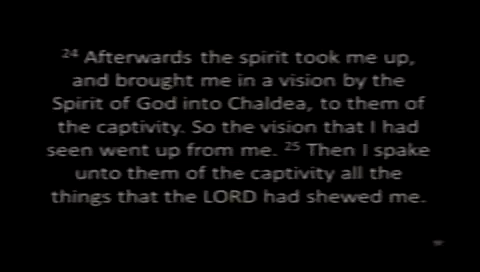 24 Afterwards the spirit took me up,
and brought me in a vision by the
Spirit of God into Chaldea, to them of
the captivity. So the vision that I had
seen went up from me. 25 Then I spake
unto them of the captivity all the
things that the LORD had shewed me.